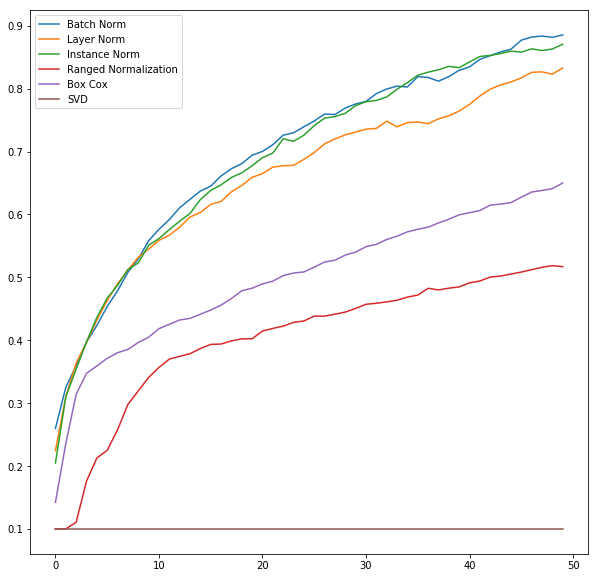 Batch Norm
Layer Norm
Instance Norm
Ranged Normalization
Box Cox
SVD
0.9
0.8
0.7
0.6
0.5
0.4
0.3
0.2
0.1
0 10 20 30 40 50